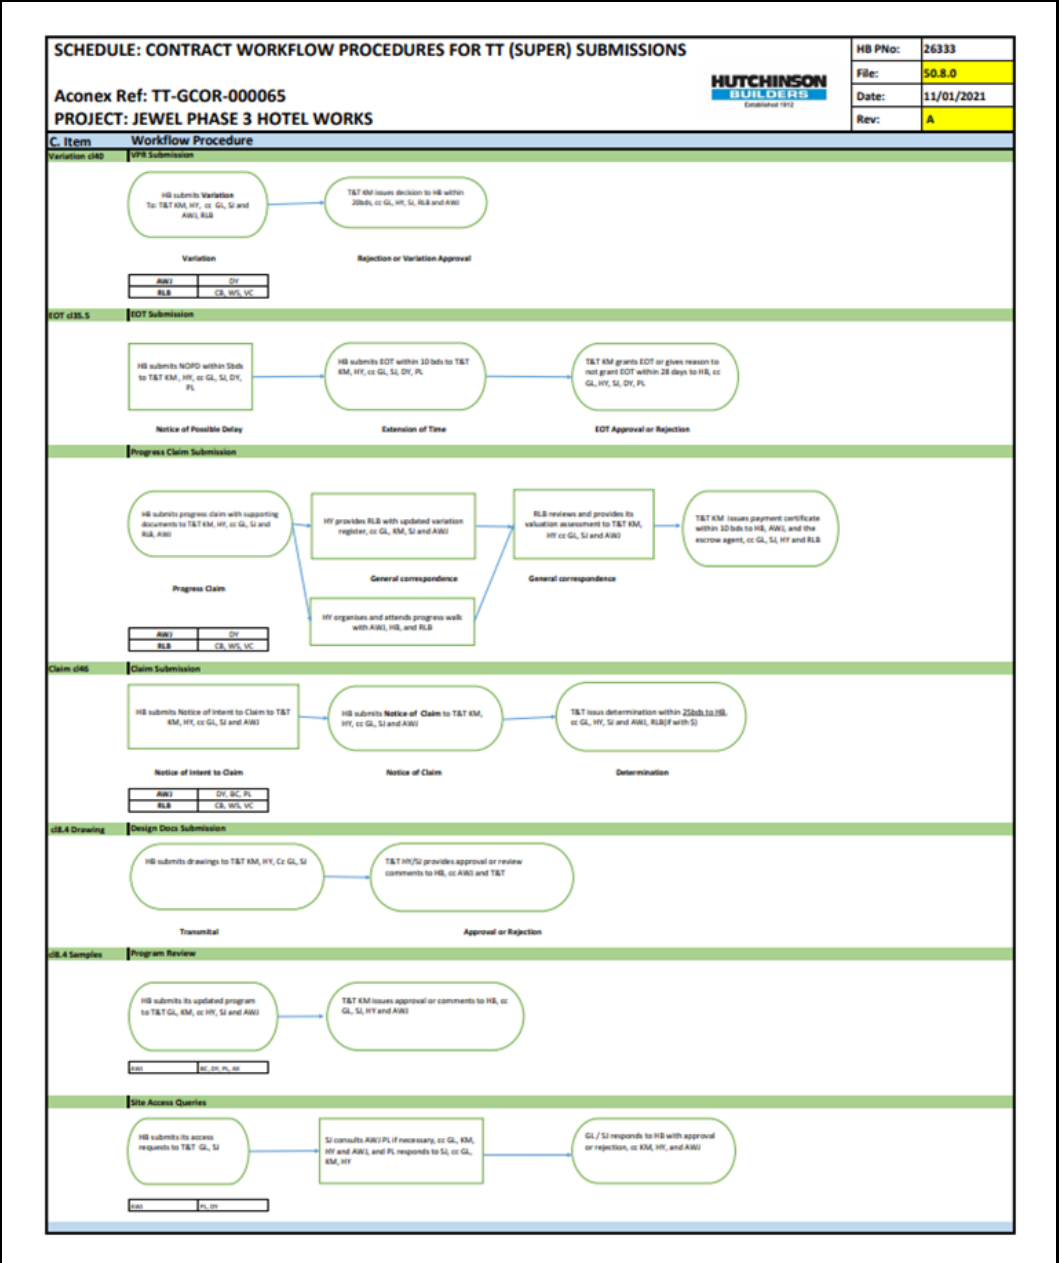 SCHEDULE: CONTRACT WORKFLOW PROCEDURES FOR TT (SUPER) SUBMISSIONS
HB PNo: 26333
File: 50.8.0
HUTCHINSON
BUILDERS
Established 1912
Aconex Ref: TT-GCOR-000065
Date: 11/01/2021
PROJECT: JEWEL PHASE 3 HOTEL WORKS
Rev: A
C. Item Workflow Procedure
Variation cl40 VPR Submission
HB submits Variation
To: T&T KM, HY, cc GL, SJ and
AWJ, RLB
T&T KM issues decision to HB within
20bds, cc GL, HY, SJ, RLB and AWJ
Variation
Rejection or Variation Approval
AWJ DY
RLB CB, WS, VC
EOT cl35.5 EOT Submission
HB submits NOPD within 5bds
to T&T KM , HY, cc GL, SJ, DY,
PL
HB submits EOT within 10 bds to T&T
KM, HY, cc GL, SJ, DY, PL
T&T KM grants EOT or gives reason to
not grant EOT within 28 days to HB, cc
GL, HY, SJ, DY, PL
Notice of Possible Delay
Extension of Time
EOT Approval or Rejection
Progress Claim Submission
HB submits progress claim with supporting
documents to T&T KM, HY, cc GL, SJ and
RLB, AWJ
HY provides RLB with updated variation
register, cc GL, KM, SJ and AWJ
RLB reviews and provides its
valuation assessment to T&T KM,
HY cc GL, SJ and AWJ
T&T KM issues payment certificate
within 10 bds to HB, AWJ, and the
escrow agent, cc GL, SJ, HY and RLB
General correspondence
General correspondence
Progress Claim
HY organises and attends progress walk
with AWJ, HB, and RLB
AWJ DY
RLB CB, WS, VC
Claim cl46 Claim Submission
HB submits Notice of Intent to Claim to T&T
KM, HY, cc GL, SJ and AWJ
HB submits Notice of Claim to T&T KM,
HY, cc GL, SJ and AWJ
T&T issus determination within 25bds to HB,
cc GL, HY, SJ and AWJ, RLB(if with $)
Notice of Intent to Claim
Notice of Claim
Determination
AWJ DY, BC, PL
RLB CB, WS, VC
cl8.4 Drawing Design Docs Submission
HB submits drawings to T&T KM, HY, Cc GL, SJ
T&T HY/SJ provides approval or review
comments to HB, cc AWJ and T&T
Transmital
Approval or Rejection
cl8.4 Samples Program Review
HB submits its updated program
to T&T GL, KM, cc HY, SJ and AWJ
T&T KM issues approval or comments to HB, cc
GL, SJ, HY and AWJ
AWJ BC, DY, PL, AK
Site Access Queries
HB submits its access
requests to T&T GL, SJ
SJ consults AWJ PL if necessary, cc GL, KM,
HY and AWJ, and PL responds to SJ, cc GL,
KM, HY
GL / SJ responds to HB with approval
or rejection, cc KM, HY, and AWJ
AWJ PL, DY